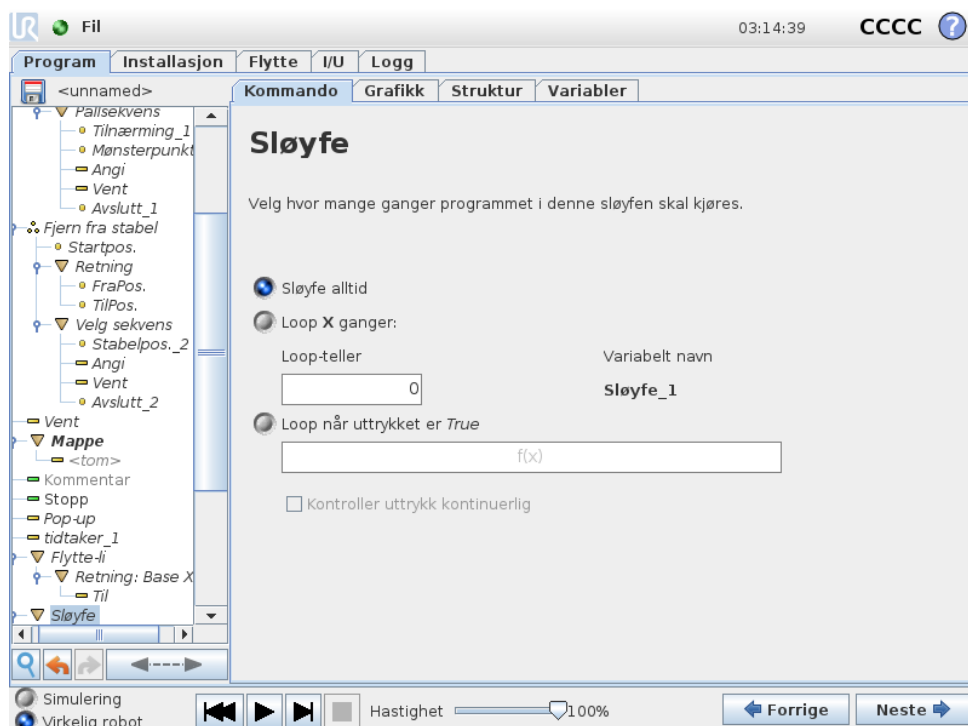 UR Fil 03:14:39 CCCC ?
Program Installasjon Flytte I/U Logg
<unnamed>
Kommando Grafikk Struktur Variabler
Pallsekvens
Tilnærming_1
Mønsterpunkt
Angi
Vent
Avslutt_1
Fjern fra stabel
Startpos.
Retning
FraPos.
TilPos.
Velg sekvens
Stabelpos._2
Angi
Vent
Avslutt_2
Vent
Mappe
<tom>
Kommentar
Stopp
Pop-up
tidtaker_1
Flytte-li
Retning: Base X
Til
Sløyfe
Sløyfe
Velg hvor mange ganger programmet i denne sløyfen skal kjøres.
Sløyfe alltid
Loop X ganger:
Loop-teller Variabelt navn
0 Sløyfe_1
Loop når uttrykket er True
f(x)
Kontroller uttrykk kontinuerlig
Simulering
Virkelig robot
Hastighet 100%
Forrige Neste